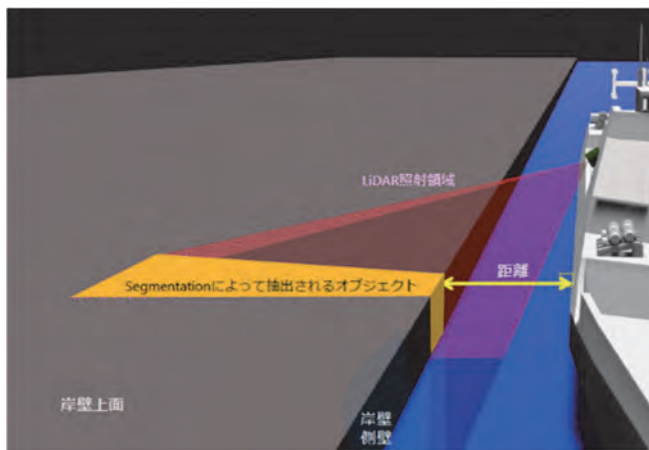 LiDAR照射領域
距離
Segmentationによって抽出されるオブジェクト
岸壁上面
岸壁
側壁